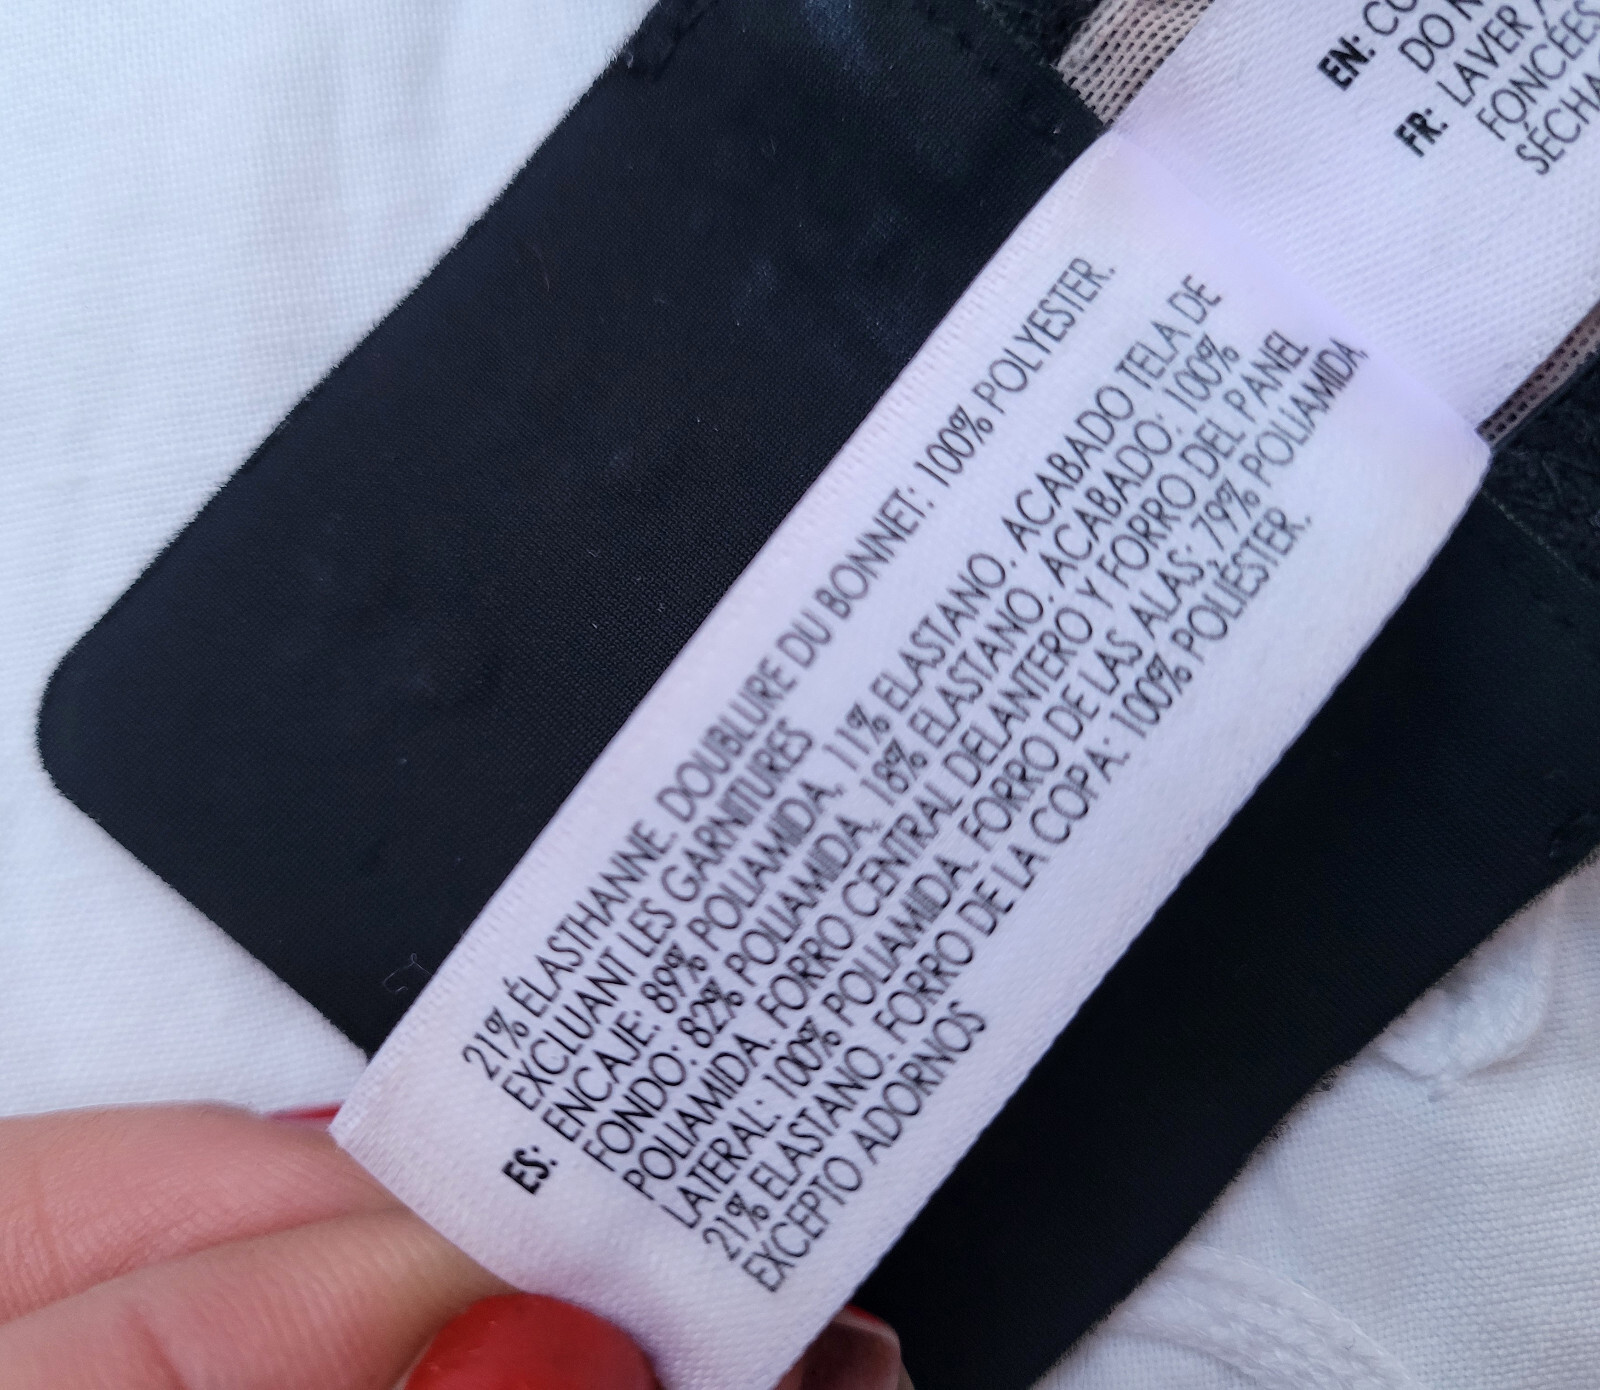 21% ÉLASTHANNE. DOUBLURE DU BONNET: 100% POLYESTER.
EXCLUANT LES GARNITURES
ES: ENCAJE: 89% POLIAMIDA, 11% ELASTANO. ACABADO TELA DE
FONDO: 82% POLIAMIDA, 18% ELASTANO. ACABADO: 100%
POLIAMIDA. FORRO CENTRAL DELANTERO Y FORRO DEL PANEL
LATERAL: 100% POLIAMIDA. FORRO DE LAS ALAS: 79% POLIAMIDA,
21% ELASTANO. FORRO DE LA COPA: 100% POLIÉSTER.
EXCEPTO ADORNOS
EN:
DO
FR: LAVER
FONCÉES